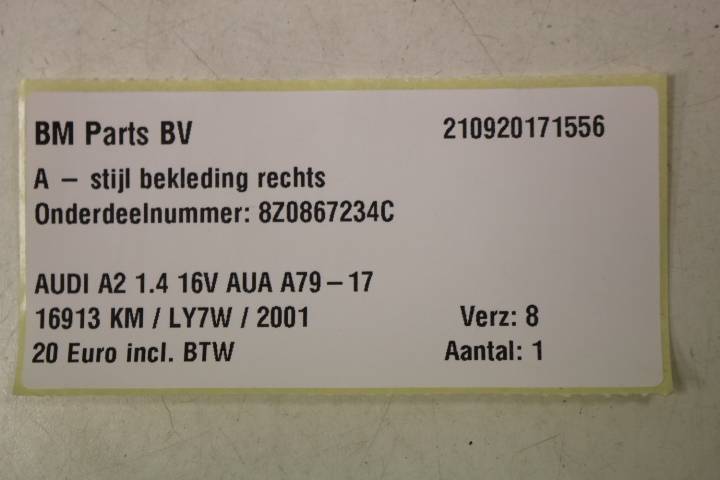 BM Parts BV 210920171556
A – stijl bekleding rechts
Onderdeelnummer: 8Z0867234C
AUDI A2 1.4 16V AUA A79 – 17
16913 KM / LY7W / 2001 Verz: 8
20 Euro incl. BTW Aantal: 1